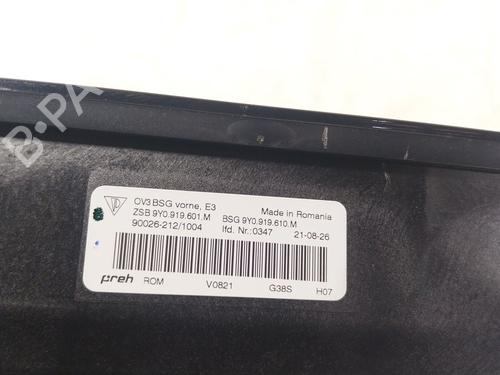 B-PARTS
OV3 BSG vorne, E3
Made in Romania
ZSB 9Y0.919.601.M
BSG 9Y0.919.610.M
90026-212/1004
lfd. Nr.:0347
21-08-26
preh
ROM
V0821
G38S
H07